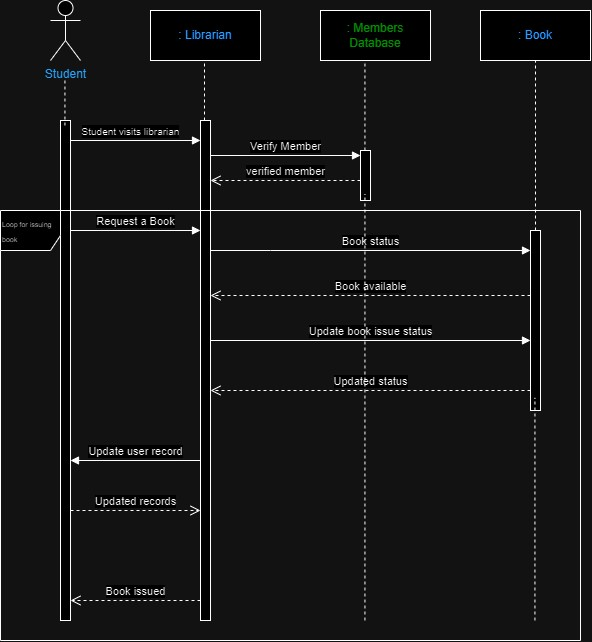 : Librarian
: Members
Database
: Book
Student
Student visits librarian
Verify Member
verified member
Loop for issuing
book
Request a Book
Book status
Book available
Update book issue status
Updated status
Update user record
Updated records
Book issued